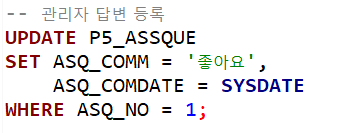 -- 관리자 답변 등록
UPDATE P5_ASSQUE
SET ASQ_COMM = '좋아요',
ASQ_COMDATE = SYSDATE
WHERE ASQ_NO = 1;